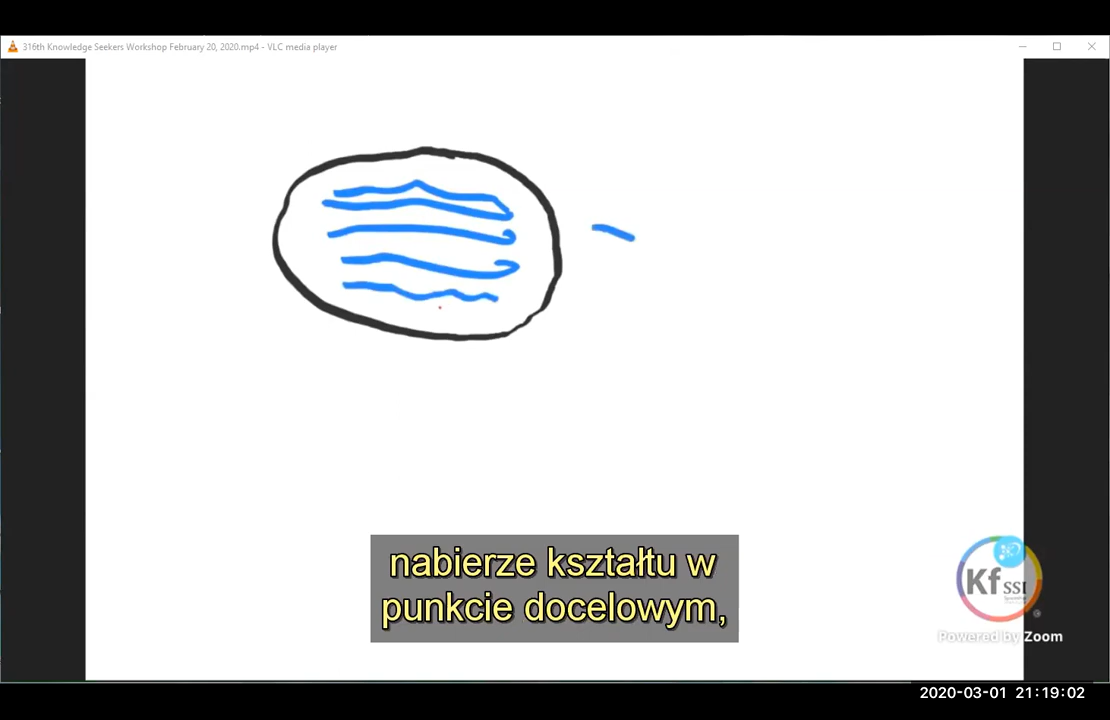 316th Knowledge Seekers Workshop February 20, 2020.mp4 - VLC media player
nabierze kształtu w
punkcie docelowym,
Kf SSI
Powered by Zoom
2020-03-01 21:19:02